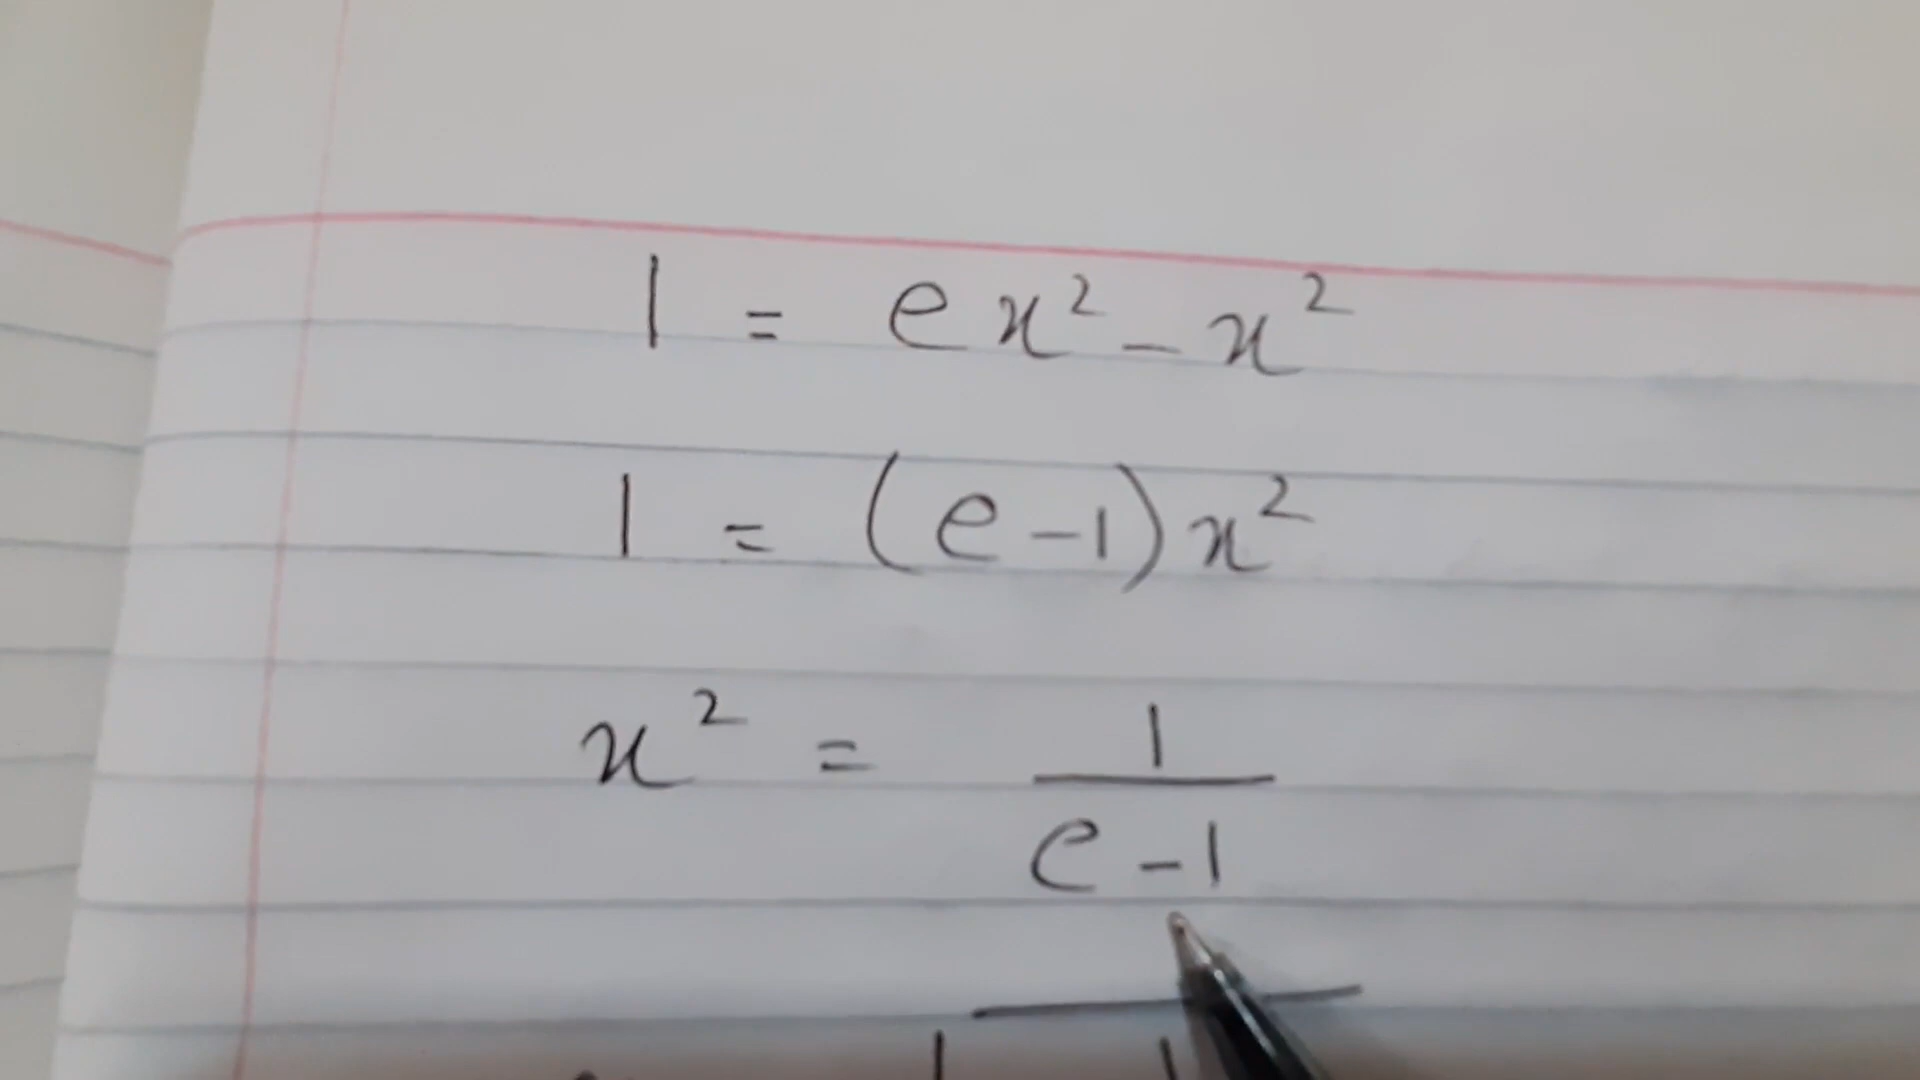 1 = ex² - x²
1 = (e-1)x²
x² = 1/(e-1)